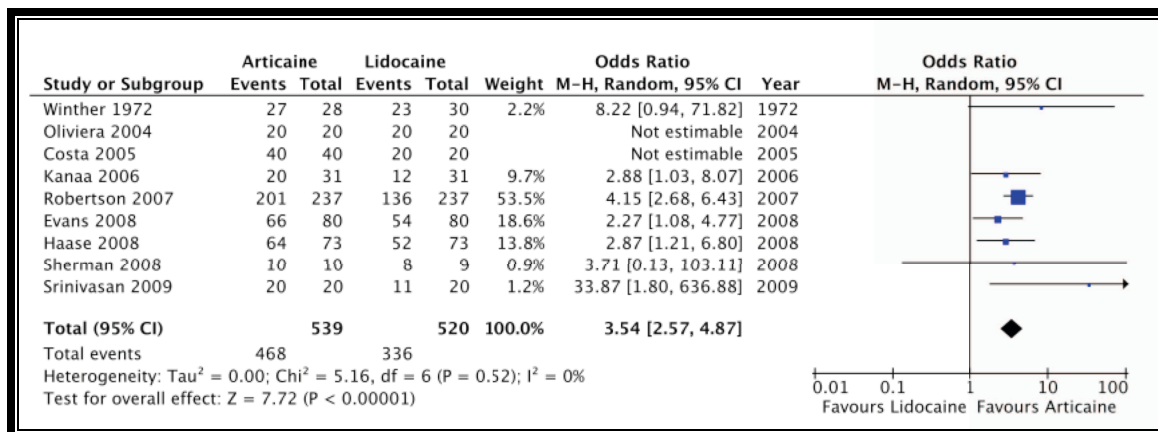 Articaine Lidocaine Odds Ratio Odds Ratio
Study or Subgroup Events Total Events Total Weight M-H, Random, 95% CI Year M-H, Random, 95% CI
Winther 1972 27 28 23 30 2.2% 8.22 [0.94, 71.82] 1972
Oliviera 2004 20 20 20 20 Not estimable 2004
Costa 2005 40 40 20 20 Not estimable 2005
Kanaa 2006 20 31 12 31 9.7% 2.88 [1.03, 8.07] 2006
Robertson 2007 201 237 136 237 53.5% 4.15 [2.68, 6.43] 2007
Evans 2008 66 80 54 80 18.6% 2.27 [1.08, 4.77] 2008
Haase 2008 64 73 52 73 13.8% 2.87 [1.21, 6.80] 2008
Sherman 2008 10 10 8 9 0.9% 3.71 [0.13, 103.11] 2008
Srinivasan 2009 20 20 11 20 1.2% 33.87 [1.80, 636.88] 2009
Total (95% CI) 539 520 100.0% 3.54 [2.57, 4.87]
Total events 468 336
Heterogeneity: Tau² = 0.00; Chi² = 5.16, df = 6 (P = 0.52); I² = 0%
Test for overall effect: Z = 7.72 (P < 0.00001)
0.01 0.1 1 10 100
Favours Lidocaine Favours Articaine